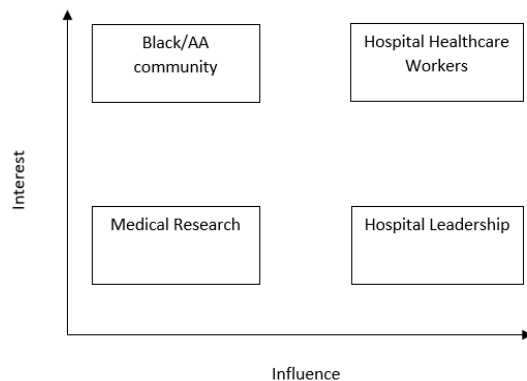 Black/AA
community
Hospital Healthcare
Workers
Interest
Medical Research
Hospital Leadership
Influence